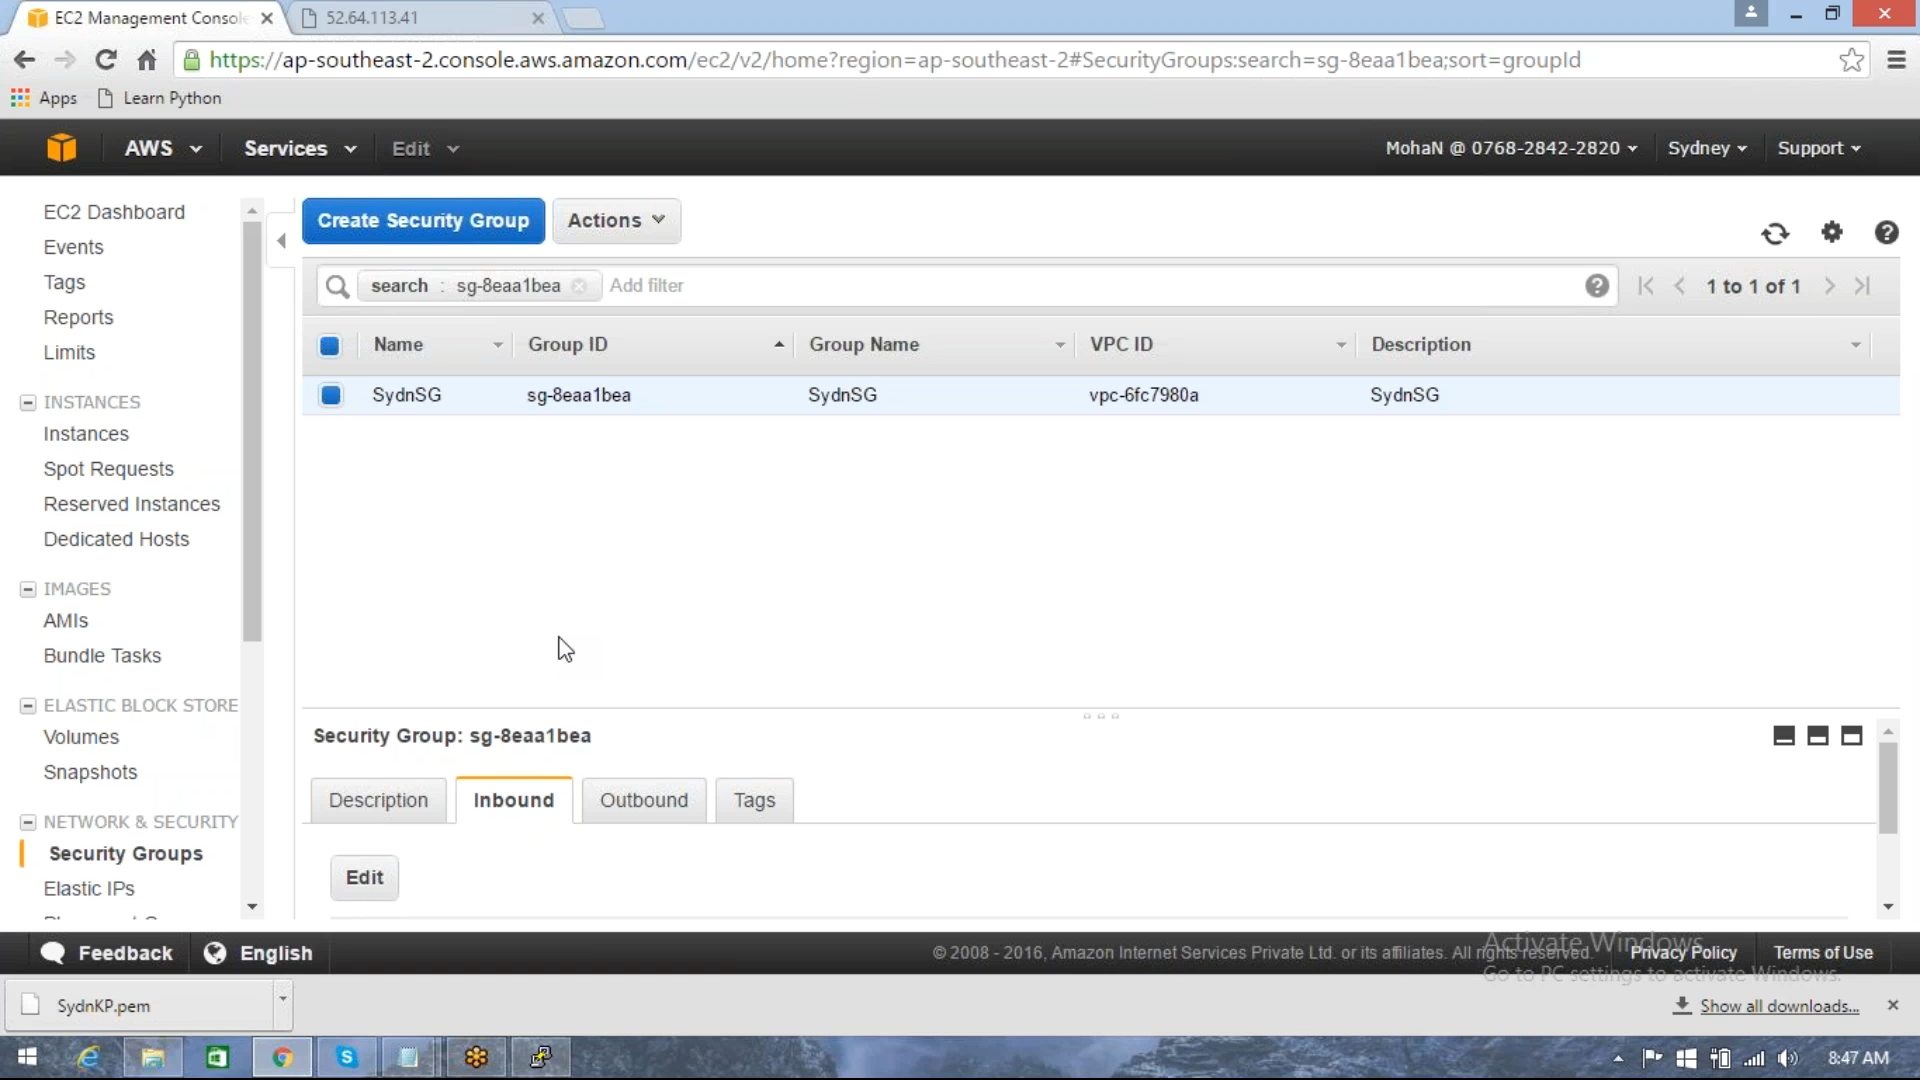 EC2 Management Console
52.64.113.41
https://ap-southeast-2.console.aws.amazon.com/ec2/v2/home?region=ap-southeast-2#SecurityGroups:search=sg-8eaa1bea;sort=groupId
Apps Learn Python
AWS Services Edit MohaN @ 0768-2842-2820 Sydney Support
EC2 Dashboard
Events
Tags
Reports
Limits
INSTANCES
Instances
Spot Requests
Reserved Instances
Dedicated Hosts
IMAGES
AMIs
Bundle Tasks
ELASTIC BLOCK STORE
Volumes
Snapshots
NETWORK & SECURITY
Security Groups
Elastic IPs
Create Security Group Actions
search : sg-8eaa1bea Add filter 1 to 1 of 1
Name Group ID Group Name VPC ID Description
SydnSG sg-8eaa1bea SydnSG vpc-6fc7980a SydnSG
Security Group: sg-8eaa1bea
Description Inbound Outbound Tags
Edit
Feedback English © 2008 - 2016, Amazon Internet Services Private Ltd. or its affiliates. All rights reserved. Privacy Policy Terms of Use
Activate Windows
Go to PC settings to activate Windows.
SydnKP.pem Show all downloads...
8:47 AM